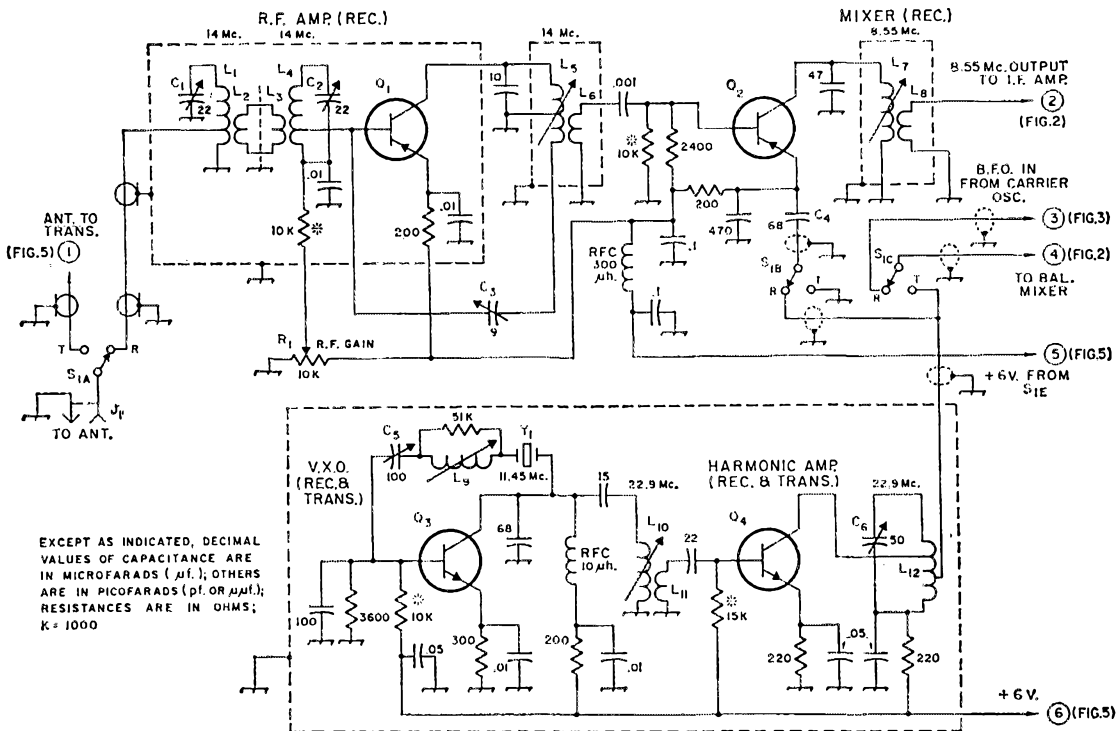 R.F. AMP. (REC.)
MIXER (REC.)
14 Mc.
14 Mc.
14 Mc.
8.55 Mc.
L1
L4
C1
22
L2
L3
C2
22
Q1
10
L5
L6
.001
Q2
47
L7
L8
8.55 Mc. OUTPUT
TO I.F. AMP.
2
(FIG.2)
※
10K
2400
.01
.01
10K
※
200
200
470
68
C4
B.F.O. IN
FROM CARRIER
OSC.
3
(FIG.3)
4
(FIG.2)
TO BAL.
MIXER
ANT. TO
TRANS.
(FIG.5)
1
RFC
300
μh.
.1
.1
S1B
R
T
S1C
R
T
C3
9
R1
R.F. GAIN
10K
5
(FIG.5)
+6V. FROM
S1E
T
R
S1A
J1
TO ANT.
51K
C5
100
L9
Y1
11.45 Mc.
V.X.O.
(REC.&
TRANS.)
HARMONIC AMP.
(REC. & TRANS.)
22.9 Mc.
15
22.9 Mc.
Q3
68
RFC
10 μh.
L10
L11
22
Q4
C6
50
L12
EXCEPT AS INDICATED, DECIMAL
VALUES OF CAPACITANCE ARE
IN MICROFARADS ( μf. ); OTHERS
ARE IN PICOFARADS (pf. OR μμf.);
RESISTANCES ARE IN OHMS;
K = 1000
100
3600
※
10K
.05
300
.01
200
.01
※
15K
220
.05
220
+6V.
6
(FIG.5)